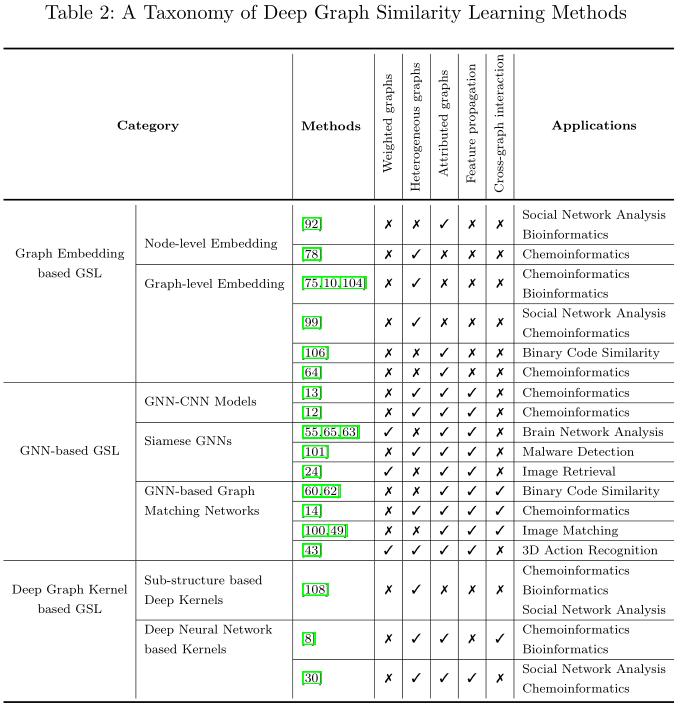 Table 2: A Taxonomy of Deep Graph Similarity Learning Methods
Category Methods Weighted graphs Heterogeneous graphs Attributed graphs Feature propagation Cross-graph interaction Applications
Graph Embedding based GSL
Node-level Embedding
[92] ✗ ✗ ✓ ✗ ✗ Social Network Analysis
Bioinformatics
[78] ✗ ✓ ✗ ✗ ✗ Chemoinformatics
Graph-level Embedding
[75,10,104] ✗ ✓ ✗ ✗ ✗ Chemoinformatics
Bioinformatics
[99] ✗ ✓ ✗ ✗ ✗ Social Network Analysis
Chemoinformatics
[106] ✗ ✗ ✓ ✗ ✗ Binary Code Similarity
[64] ✗ ✗ ✓ ✗ ✗ Chemoinformatics
GNN-based GSL
GNN-CNN Models
[13] ✗ ✓ ✓ ✓ ✗ Chemoinformatics
[12] ✗ ✓ ✓ ✓ ✗ Chemoinformatics
Siamese GNNs
[55,65,63] ✓ ✗ ✓ ✓ ✗ Brain Network Analysis
[101] ✗ ✓ ✓ ✓ ✗ Malware Detection
[24] ✓ ✗ ✓ ✓ ✗ Image Retrieval
GNN-based Graph
Matching Networks
[60,62] ✗ ✗ ✓ ✓ ✓ Binary Code Similarity
[14] ✗ ✓ ✓ ✓ ✓ Chemoinformatics
[100,49] ✗ ✗ ✓ ✓ ✓ Image Matching
[43] ✓ ✓ ✓ ✓ ✗ 3D Action Recognition
Deep Graph Kernel
based GSL
Sub-structure based
Deep Kernels
[108] ✗ ✓ ✗ ✗ ✗ Chemoinformatics
Bioinformatics
Social Network Analysis
Deep Neural Network
based Kernels
[8] ✗ ✓ ✓ ✗ ✓ Chemoinformatics
Bioinformatics
[30] ✗ ✓ ✓ ✓ ✗ Social Network Analysis
Chemoinformatics